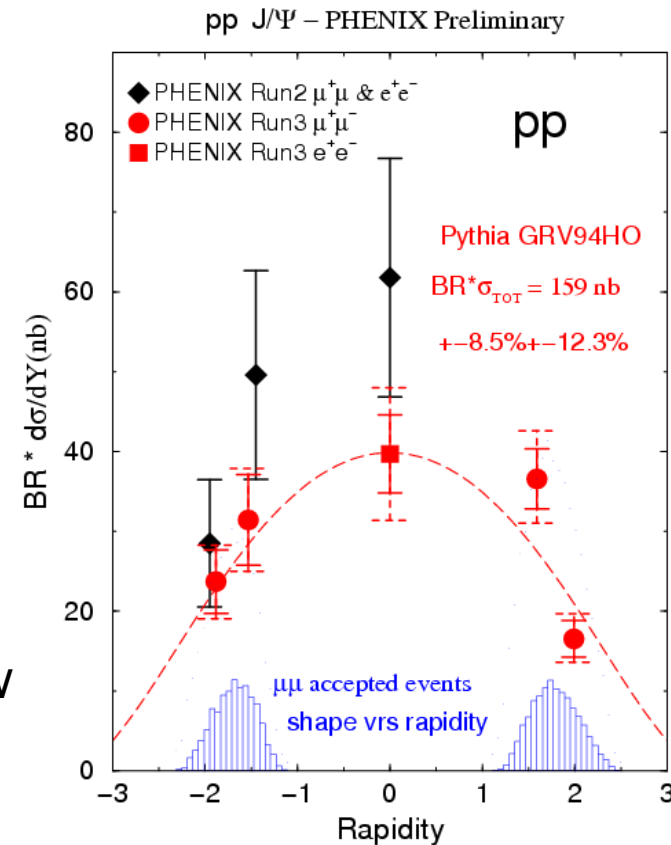 pp J/Ψ – PHENIX Preliminary
PHENIX Run2 μ⁺μ & e⁺e⁻
PHENIX Run3 μ⁺μ⁻
PHENIX Run3 e⁺e⁻
pp
Pythia GRV94HO
BR*σ_TOT = 159 nb
+−8.5%+−12.3%
BR * dσ/dY(nb)
80
60
40
20
0
μμ accepted events
shape vrs rapidity
−3 −2 −1 0 1 2 3
Rapidity